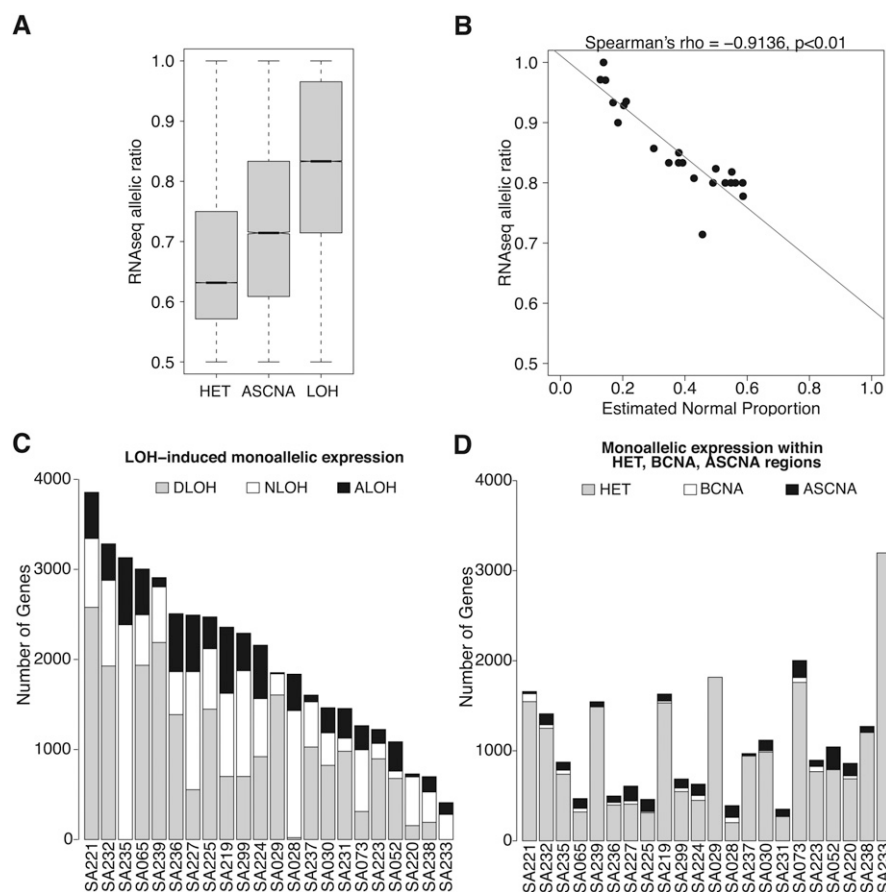 A
RNAseq allelic ratio
1.0
0.9
0.8
0.7
0.6
0.5
HET ASCNA LOH
B
Spearman's rho = −0.9136, p<0.01
RNAseq allelic ratio
1.0
0.9
0.8
0.7
0.6
0.5
0.0 0.2 0.4 0.6 0.8 1.0
Estimated Normal Proportion
C
LOH−induced monoallelic expression
DLOH NLOH ALOH
Number of Genes
4000
3000
2000
1000
0
SA221 SA232 SA235 SA065 SA239 SA236 SA227 SA225 SA219 SA299 SA224 SA029 SA028 SA237 SA030 SA231 SA073 SA223 SA052 SA220 SA238 SA233
D
Monoallelic expression within
HET, BCNA, ASCNA regions
HET BCNA ASCNA
Number of Genes
4000
3000
2000
1000
0
SA221 SA232 SA235 SA065 SA239 SA236 SA227 SA225 SA219 SA299 SA224 SA029 SA028 SA237 SA030 SA231 SA073 SA223 SA052 SA220 SA238 SA233